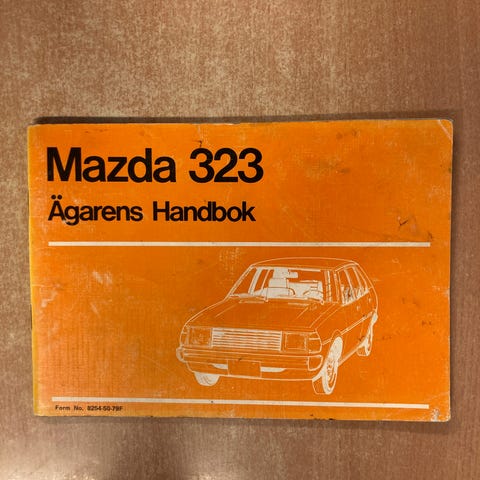 Mazda 323
Ägarens Handbok
Form No. 8254-50-79F